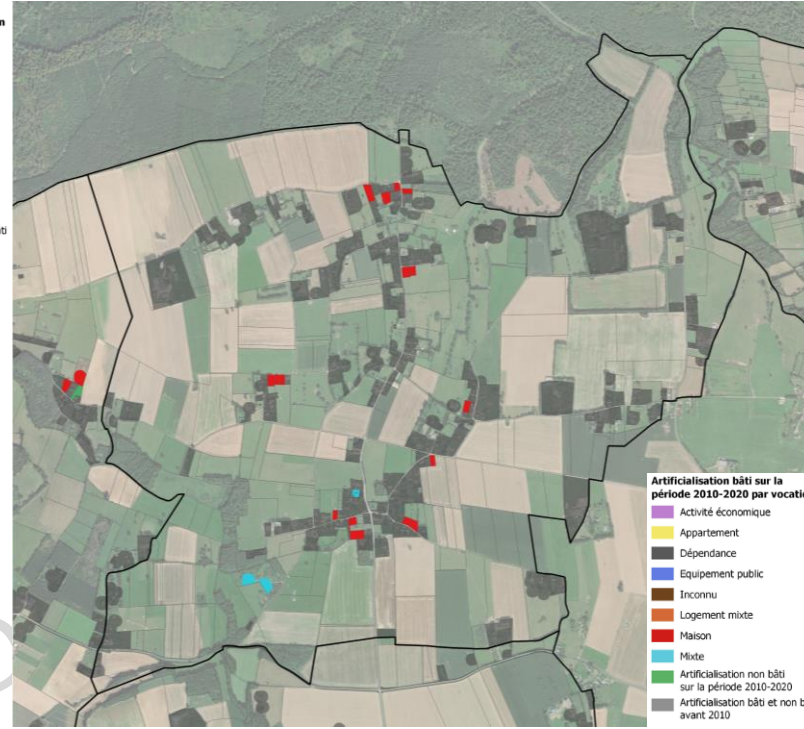 m
ti
Artificialisation bâti sur la
période 2010-2020 par vocatio
Activité économique
Appartement
Dépendance
Equipement public
Inconnu
Logement mixte
Maison
Mixte
Artificialisation non bâti
sur la période 2010-2020
Artificialisation bâti et non b
avant 2010